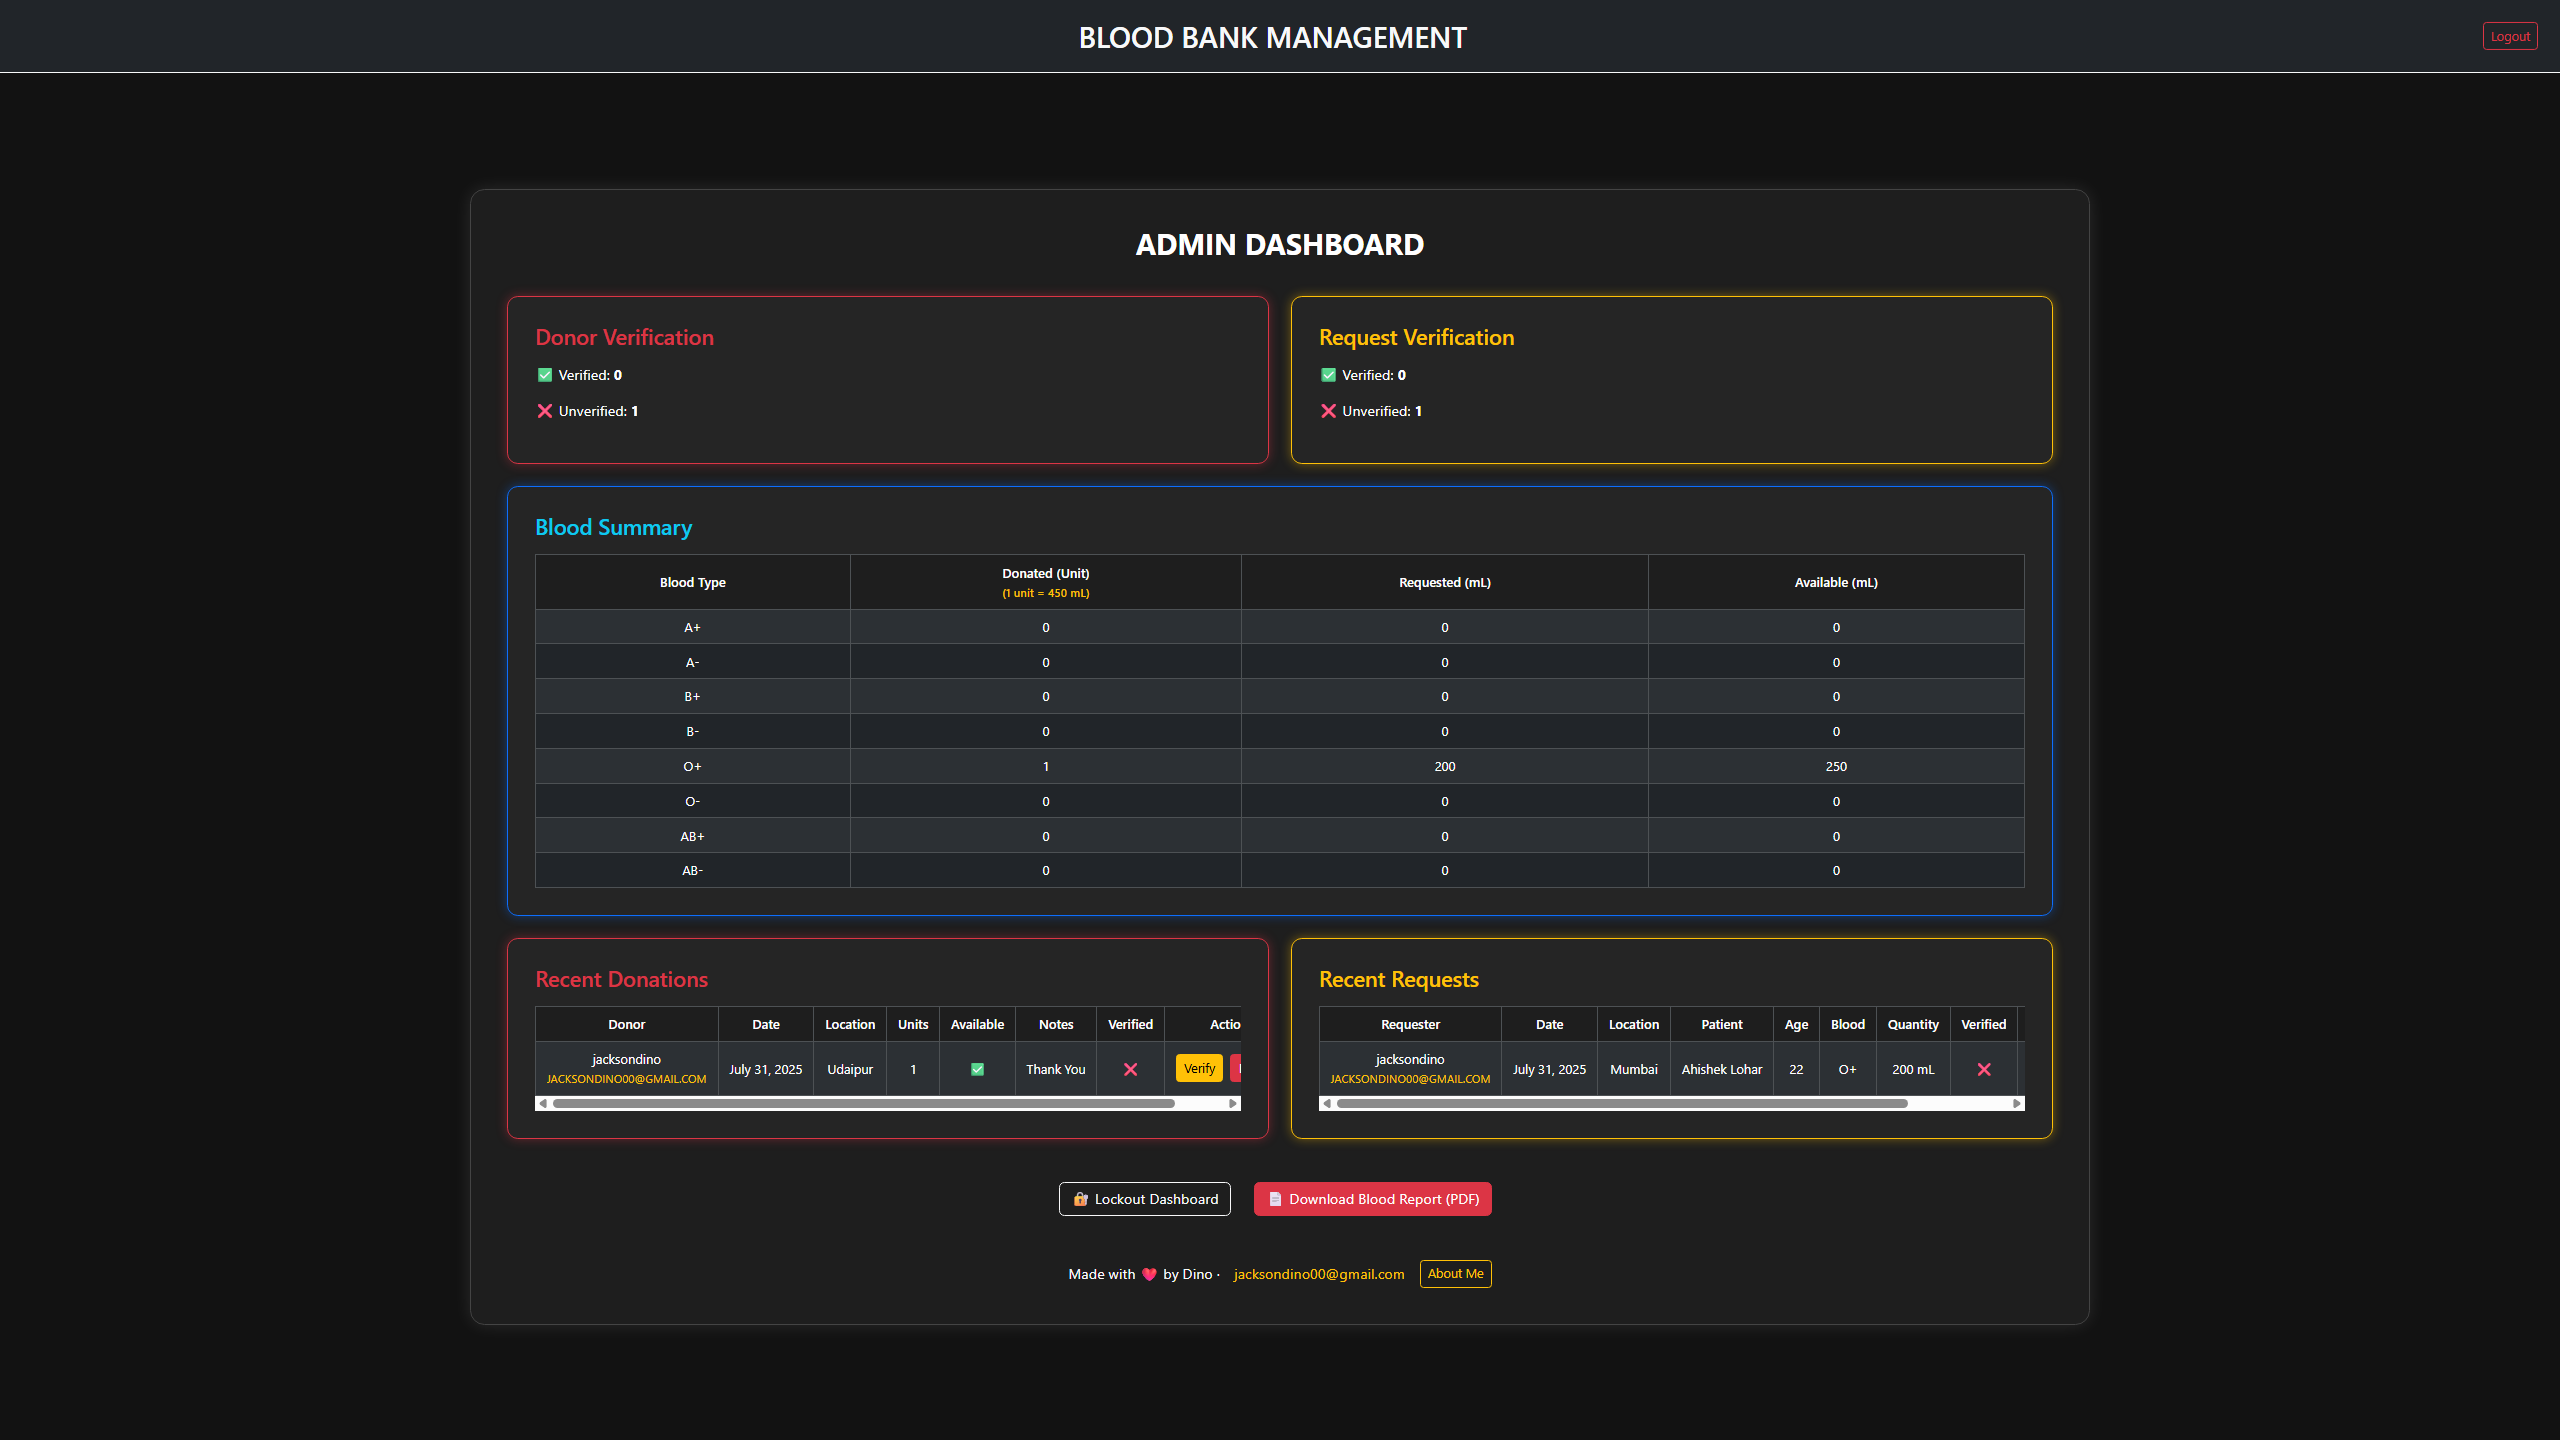 BLOOD BANK MANAGEMENT
Logout
ADMIN DASHBOARD
Donor Verification
✅ Verified: 0
❌ Unverified: 1
Request Verification
✅ Verified: 0
❌ Unverified: 1
Blood Summary
Blood Type Donated (Unit) (1 unit = 450 mL) Requested (mL) Available (mL)
A+ 0 0 0
A- 0 0 0
B+ 0 0 0
B- 0 0 0
O+ 1 200 250
O- 0 0 0
AB+ 0 0 0
AB- 0 0 0
Recent Donations
Donor Date Location Units Available Notes Verified Actio
jacksondino July 31, 2025 Udaipur 1 ✅ Thank You ❌ Verify
JACKSONDINO00@GMAIL.COM
Recent Requests
Requester Date Location Patient Age Blood Quantity Verified
jacksondino July 31, 2025 Mumbai Ahishek Lohar 22 O+ 200 mL ❌
JACKSONDINO00@GMAIL.COM
🔐 Lockout Dashboard
📄 Download Blood Report (PDF)
Made with ❤️ by Dino · jacksondino00@gmail.com About Me